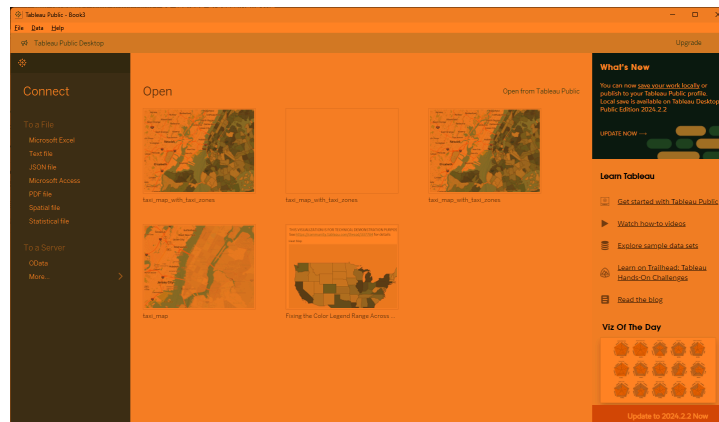 Tableau Public - Book3
File Data Help
Tableau Public Desktop
Upgrade
Connect
To a File
Microsoft Excel
Text file
JSON file
Microsoft Access
PDF file
Spatial file
Statistical file
To a Server
OData
More...
Open
Open from Tableau Public
taxi_map_with_taxi_zones
taxi_map_with_taxi_zones
taxi_map_with_taxi_zones
taxi_map
Fixing the Color Legend Range Across ...
What's New
You can now save your work locally or
publish to your Tableau Public profile.
Local save is available on Tableau Desktop
Public Edition 2024.2.2
UPDATE NOW →
Learn Tableau
Get started with Tableau Public
Watch how-to videos
Explore sample data sets
Learn on Trailhead: Tableau
Hands-On Challenges
Read the blog
Viz Of The Day
Update to 2024.2.2 Now